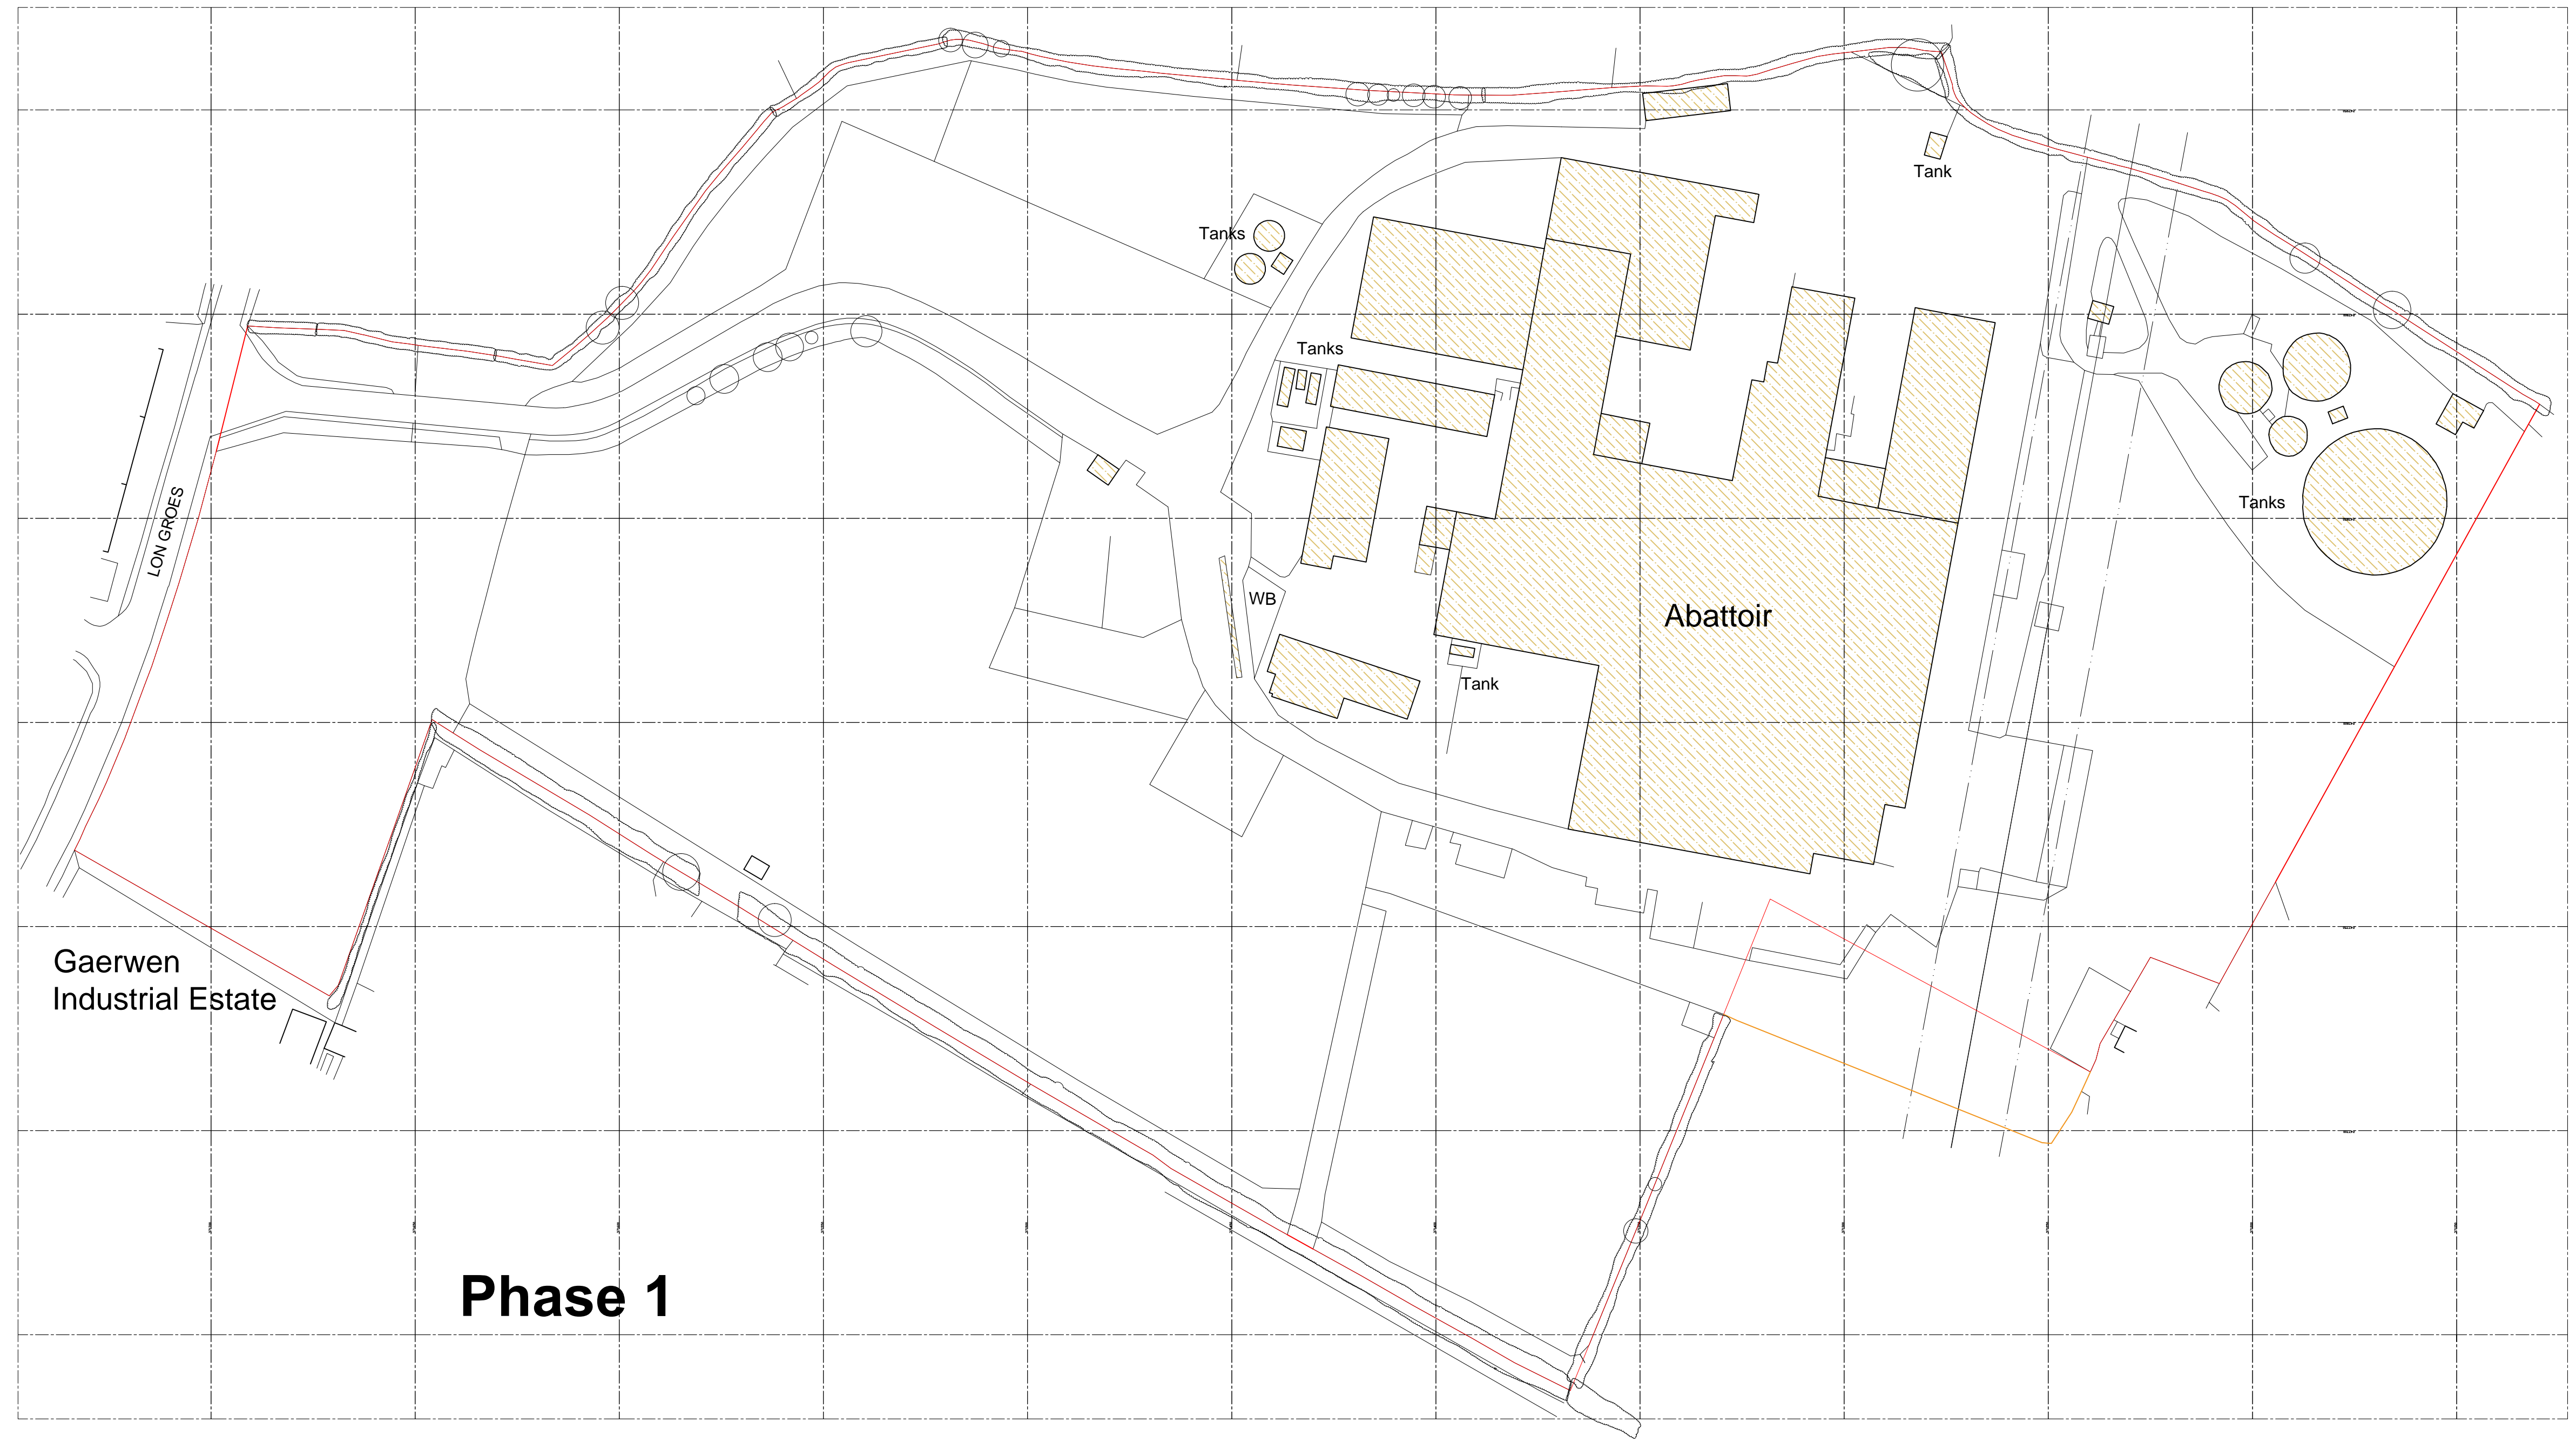 Tank
Tanks
Tanks
LON GROES
Tanks
WB
Abattoir
Tank
Gaerwen
Industrial Estate
Phase 1